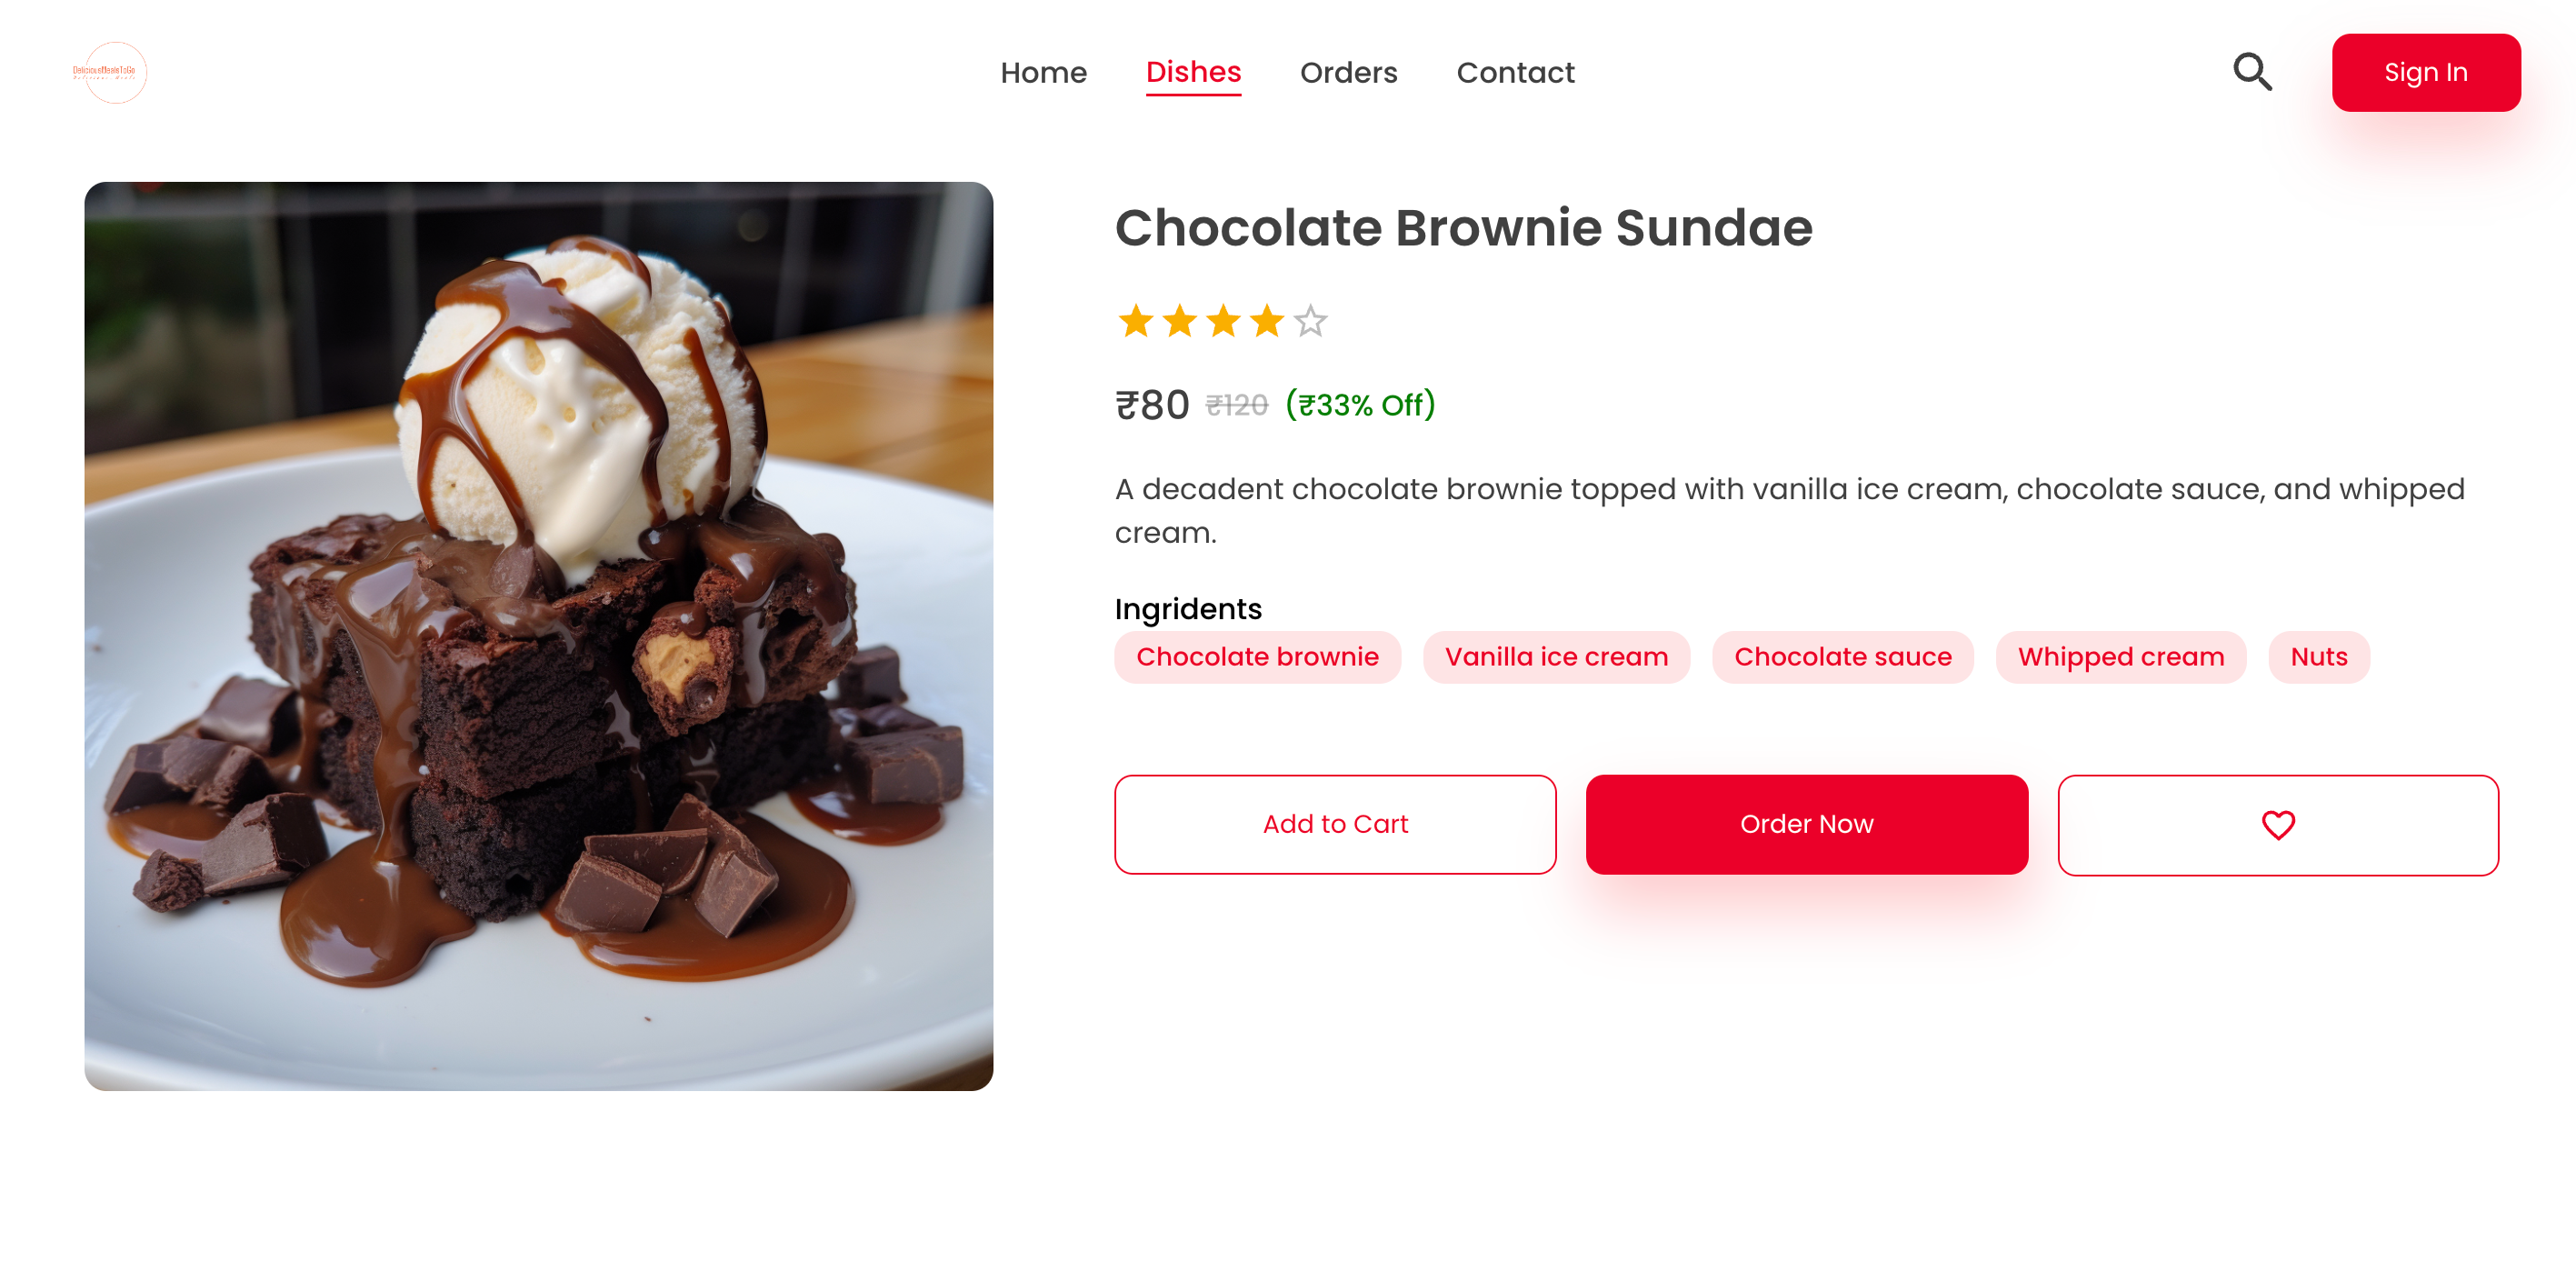 DeliciousMealsToGo
Home
Dishes
Orders
Contact
Sign In
Chocolate Brownie Sundae
₹80 ₹120 (₹33% Off)
A decadent chocolate brownie topped with vanilla ice cream, chocolate sauce, and whipped
cream.
Ingridents
Chocolate brownie
Vanilla ice cream
Chocolate sauce
Whipped cream
Nuts
Add to Cart
Order Now